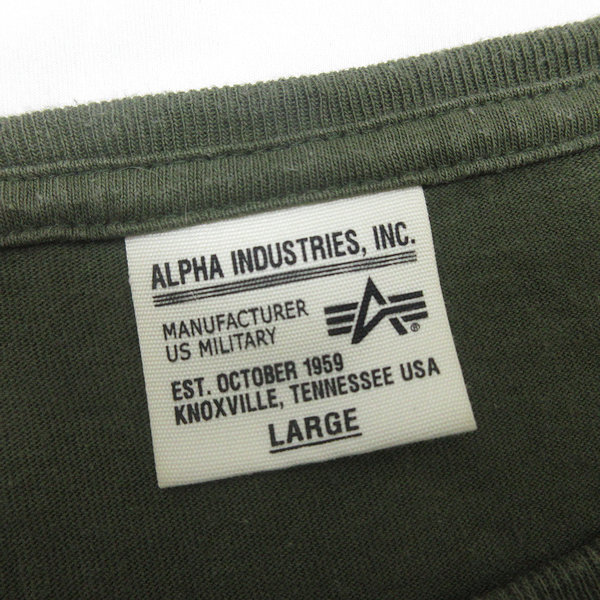 ALPHA INDUSTRIES, INC.
MANUFACTURER
US MILITARY
®
EST. OCTOBER 1959
KNOXVILLE, TENNESSEE USA
LARGE